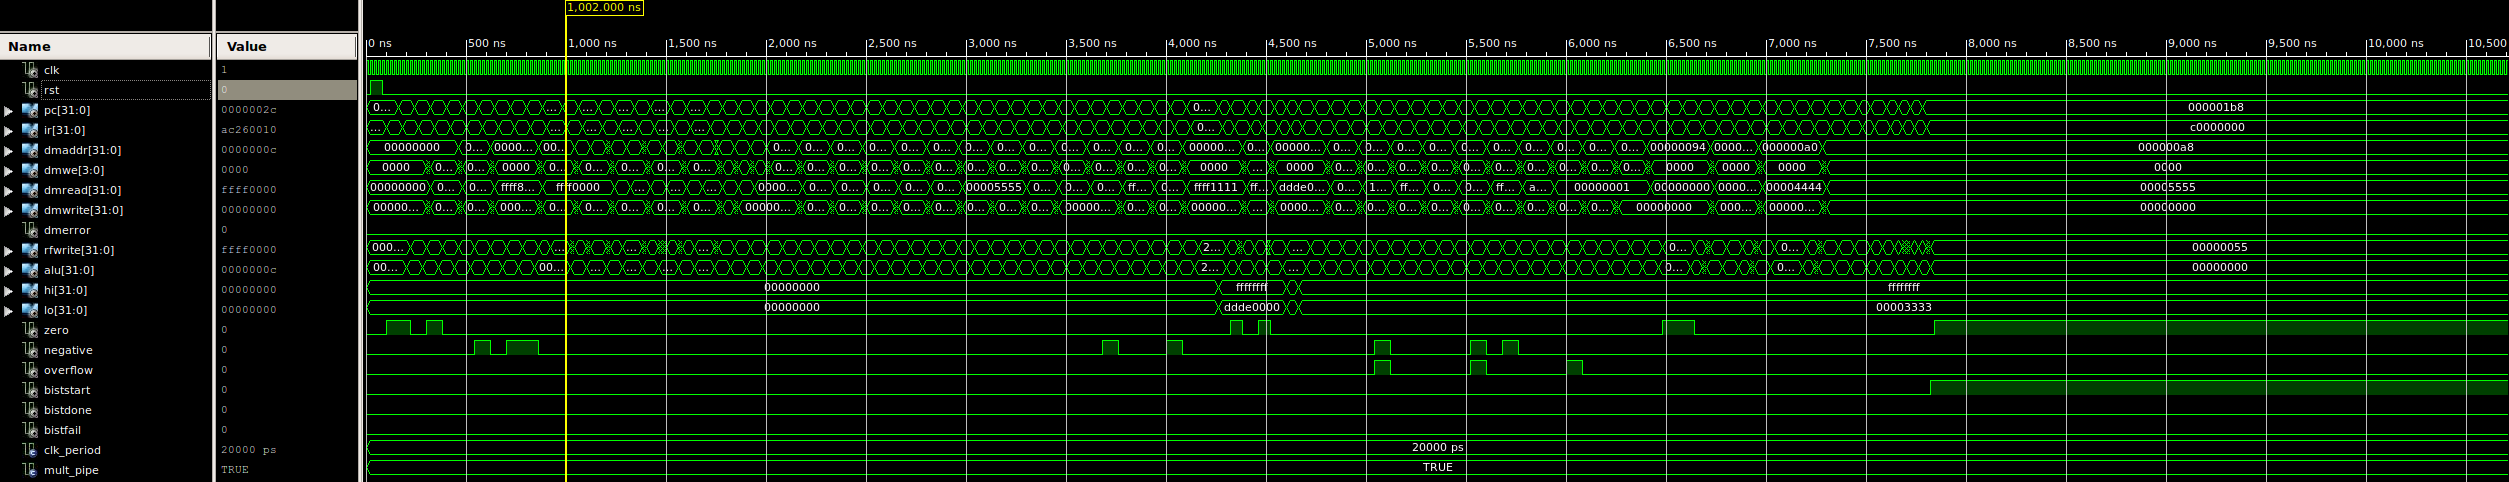 1,002.000 ns
Name Value 0 ns 500 ns 1,000 ns 1,500 ns 2,000 ns 2,500 ns 3,000 ns 3,500 ns 4,000 ns 4,500 ns 5,000 ns 5,500 ns 6,000 ns 6,500 ns 7,000 ns 7,500 ns 8,000 ns 8,500 ns 9,000 ns 9,500 ns 10,000 ns 10,500
clk 1
rst 0
pc[31:0] 0000002c 0... ... ... ... ... ... 0... 000001b8
ir[31:0] ac260010 ... ... ... ... ... ... 0... c0000000
dmaddr[31:0] 0000000c 00000000 0... 0000... 00... 0... 0... 0... 0... 0... 0... 0... 0... 0... 0... 0... 0... 0... 00000... 0... 00000... 0... 0... 0... 0... 0... 0... 0... 0... 0... 0... 00000094 0000... 000000a0 000000a8
dmwe[3:0] 0000 0000 0... 0... 0000 0... 0... 0... 0... 0... 0... 0... 0... 0... 0... 0... 0... 0... 0... 0... 0... 0... 0... 0... 0000 0... 0000 0... 0... 0... 0... 0... 0... 0... 0... 0... 0000 0000 0000 0000
dmread[31:0] ffff0000 00000000 0... 0... ffff8... ffff0000 ... ... ... ... 0000... 0... 0... 0... 0... 00005555 0... 0... ff... 0... ffff1111 ff... ddde0... 0... 1... ff... 0... 0... ff... a... 00000001 00000000 0000... 00004444 00005555
dmwrite[31:0] 00000000 00000... 0... 0... 000... 0... 0... 0... 0... 0... 00000... 0... 0... 0... 0... 0... 0... 0... 00000... 0... 0... 00000... ... 0000... 0... 0... 0... 0... 0... 0... 0... 0... 0... 00000000 000... 00000... 00000000
dmerror 0
rfwrite[31:0] ffff0000 000... ... ... ... ... 2... ... 0... 0... 00000055
alu[31:0] 0000000c 00... 00... ... ... ... ... 2... ... 0... 0... 00000000
hi[31:0] 00000000 00000000 ffffffff ffffffff
lo[31:0] 00000000 00000000 ddde0000 00003333
zero 0
negative 0
overflow 0
biststart 0
bistdone 0
bistfail 0
clk_period 20000 ps 20000 ps
mult_pipe TRUE TRUE